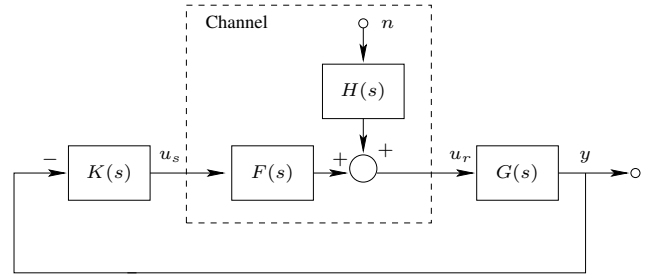 Channel
n
H(s)
+
− K(s) u_s F(s) + u_r G(s) y